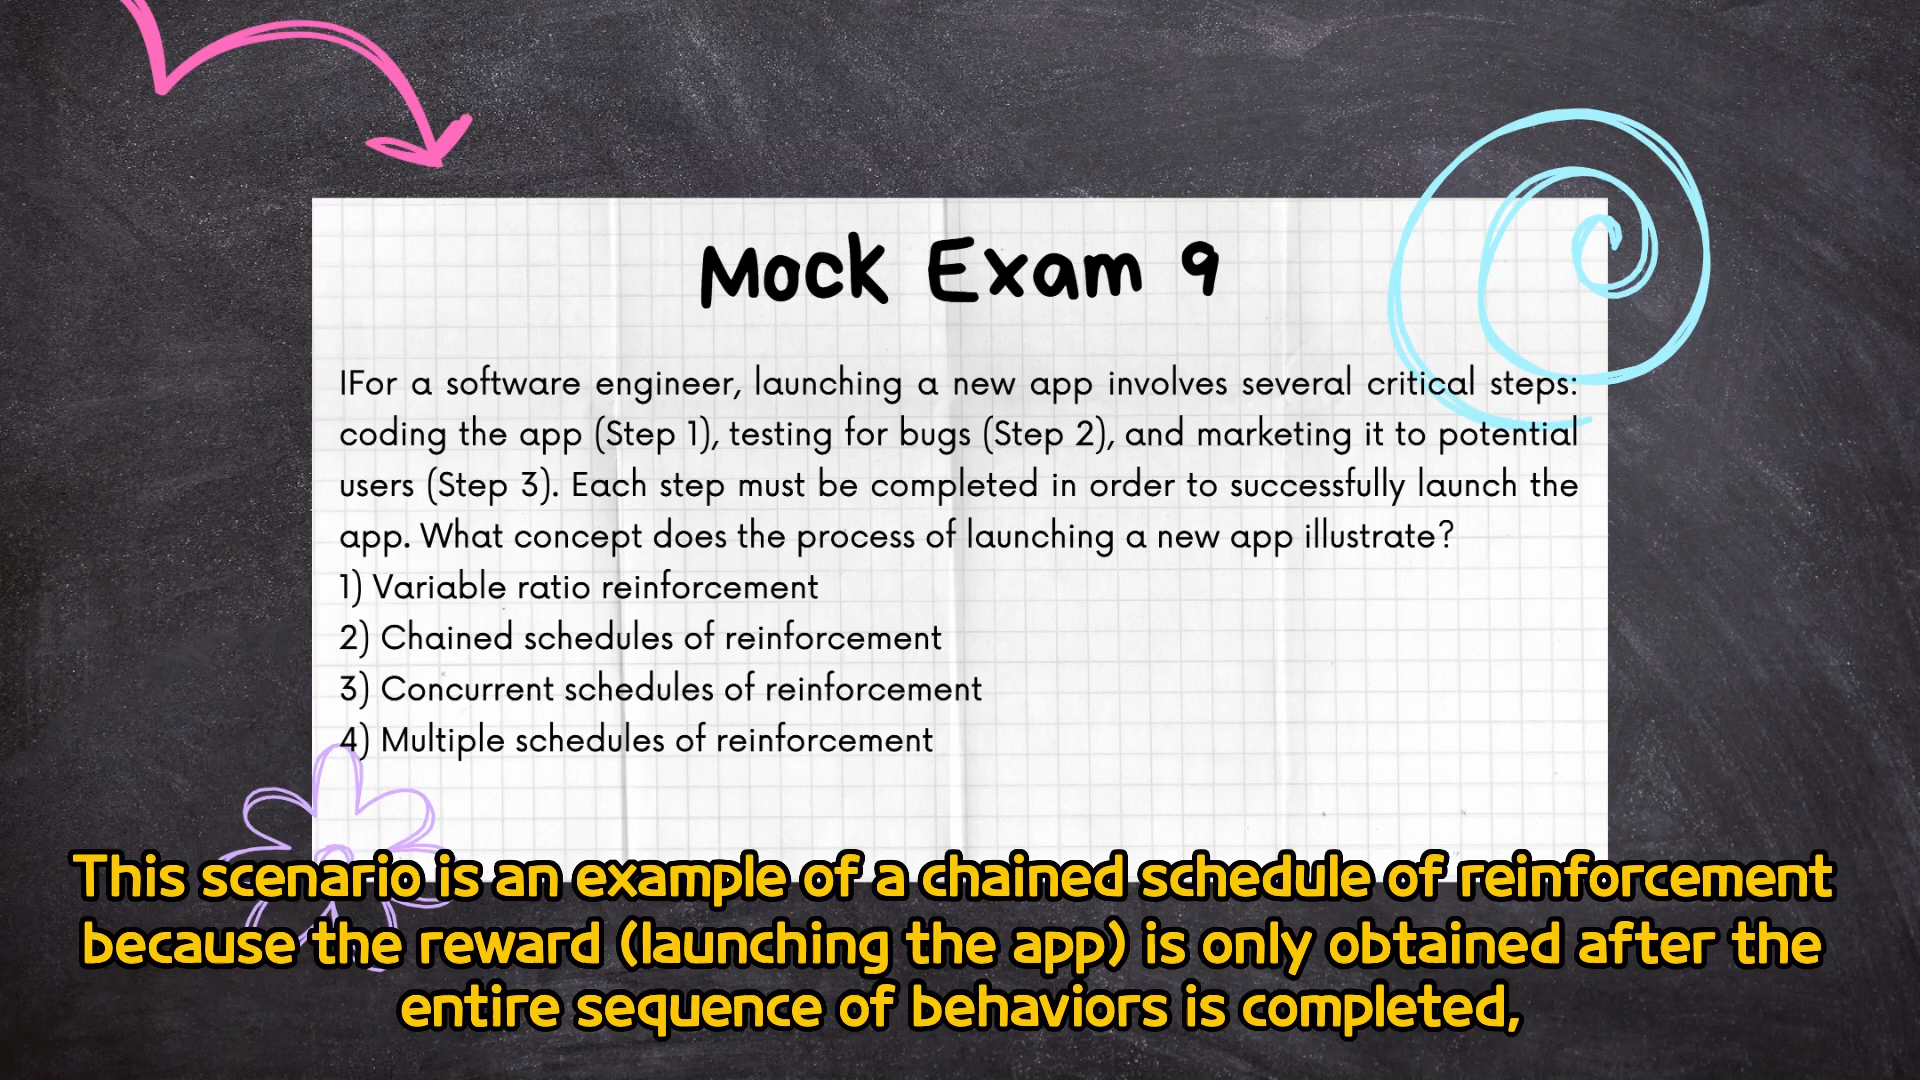 Mock Exam 9
IFor a software engineer, launching a new app involves several critical steps:
coding the app (Step 1), testing for bugs (Step 2), and marketing it to potential
users (Step 3). Each step must be completed in order to successfully launch the
app. What concept does the process of launching a new app illustrate?
1) Variable ratio reinforcement
2) Chained schedules of reinforcement
3) Concurrent schedules of reinforcement
4) Multiple schedules of reinforcement
This scenario is an example of a chained schedule of reinforcement
because the reward (launching the app) is only obtained after the
entire sequence of behaviors is completed,